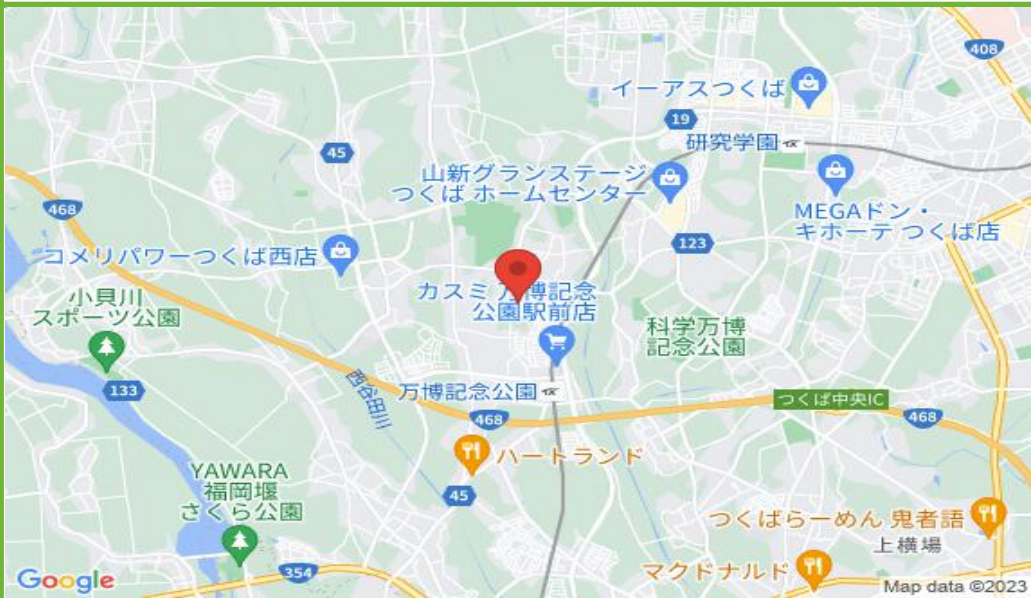 408
イーアスつくば
19
研究学園
45
山新グランステージ
つくば ホームセンター
468
MEGAドン・
キホーテ つくば店
123
コメリパワーつくば西店
カスミ 万博記念
公園駅前店
小貝川
スポーツ公園
科学万博
記念公園
133
西谷田川
万博記念公園
つくば中央IC
468
468
ハートランド
YAWARA
福岡堰
さくら公園
45
つくばらーめん 鬼者語
上横場
354
マクドナルド
Google
Map data ©2023